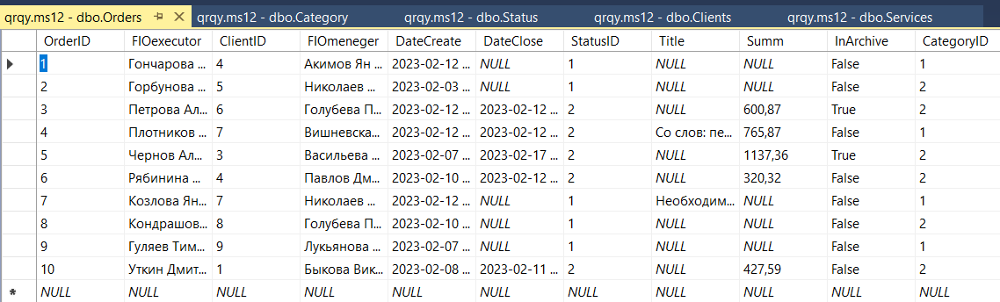 qrqy.ms12 - dbo.Orders qrqy.ms12 - dbo.Category qrqy.ms12 - dbo.Status qrqy.ms12 - dbo.Clients qrqy.ms12 - dbo.Services
OrderID FIOexecutor ClientID FIOmeneger DateCreate DateClose StatusID Title Summ InArchive CategoryID
1 Гончарова ... 4 Акимов Ян ... 2023-02-12 ... NULL 1 NULL NULL False 1
2 Горбунова ... 5 Николаев ... 2023-02-03 ... NULL 1 NULL NULL False 2
3 Петрова Ал... 6 Голубева П... 2023-02-12 ... 2023-02-12 ... 2 NULL 600,87 True 2
4 Плотников ... 7 Вишневска... 2023-02-12 ... 2023-02-12 ... 2 Со слов: пе... 765,87 False 1
5 Чернов Ал... 3 Васильева ... 2023-02-07 ... 2023-02-17 ... 2 NULL 1137,36 True 2
6 Рябинина ... 4 Павлов Дм... 2023-02-10 ... 2023-02-12 ... 2 NULL 320,32 False 2
7 Козлова Ян... 7 Николаев ... 2023-02-12 ... NULL 1 Необходим... NULL False 1
8 Кондрашов... 8 Голубева П... 2023-02-10 ... NULL 1 NULL NULL False 2
9 Гуляев Тим... 9 Лукьянова ... 2023-02-07 ... NULL 1 NULL NULL False 1
10 Уткин Дмит... 1 Быкова Вик... 2023-02-08 ... 2023-02-11 ... 2 NULL 427,59 False 2
* NULL NULL NULL NULL NULL NULL NULL NULL NULL NULL NULL